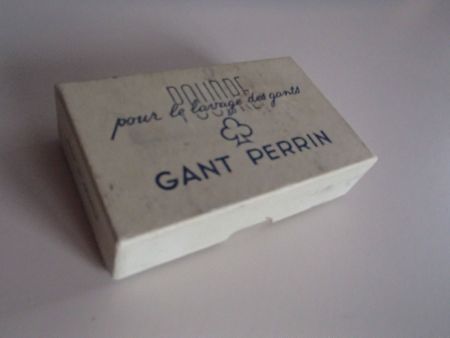 POUDRE
pour le lavage des gants
GANT PERRIN